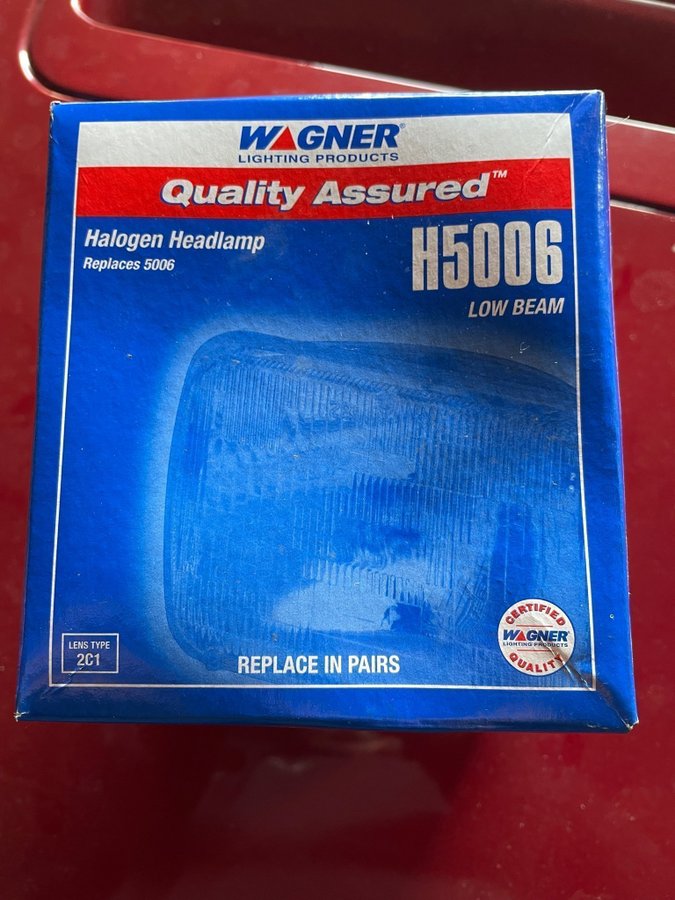 WAGNER®
LIGHTING PRODUCTS
Quality Assured™
Halogen Headlamp
Replaces 5006
H5006
LOW BEAM
LENS TYPE
2C1
REPLACE IN PAIRS
CERTIFIED
WAGNER
LIGHTING PRODUCTS
QUALITY